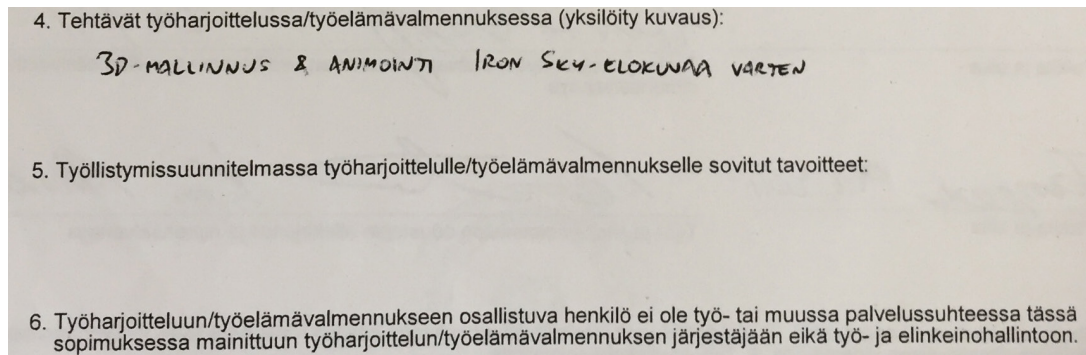 4. Tehtävät työharjoittelussa/työelämävalmennuksessa (yksilöity kuvaus):
3D-MALLINNUS & ANIMOINTI IRON SKY-ELOKUVAA VARTEN
5. Työllistymissuunnitelmassa työharjoittelulle/työelämävalmennukselle sovitut tavoitteet:
6. Työharjoitteluun/työelämävalmennukseen osallistuva henkilö ei ole työ- tai muussa palvelussuhteessa tässä
sopimuksessa mainittuun työharjoittelun/työelämävalmennuksen järjestäjään eikä työ- ja elinkeinohallintoon.